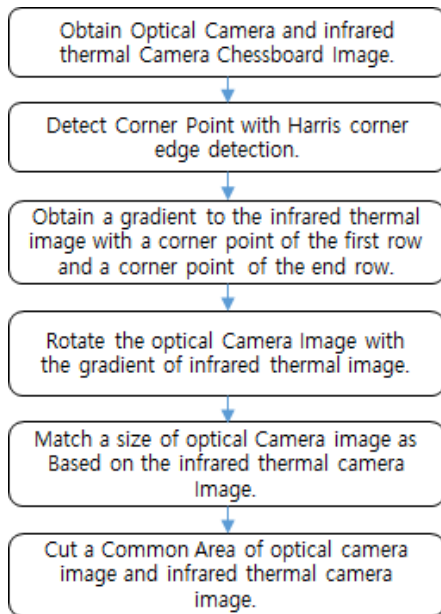 Obtain Optical Camera and infrared
thermal Camera Chessboard Image.
Detect Corner Point with Harris corner
edge detection.
Obtain a gradient to the infrared thermal
image with a corner point of the first row
and a corner point of the end row.
Rotate the optical Camera Image with
the gradient of infrared thermal image.
Match a size of optical Camera image as
Based on the infrared thermal camera
Image.
Cut a Common Area of optical camera
image and infrared thermal camera
image.